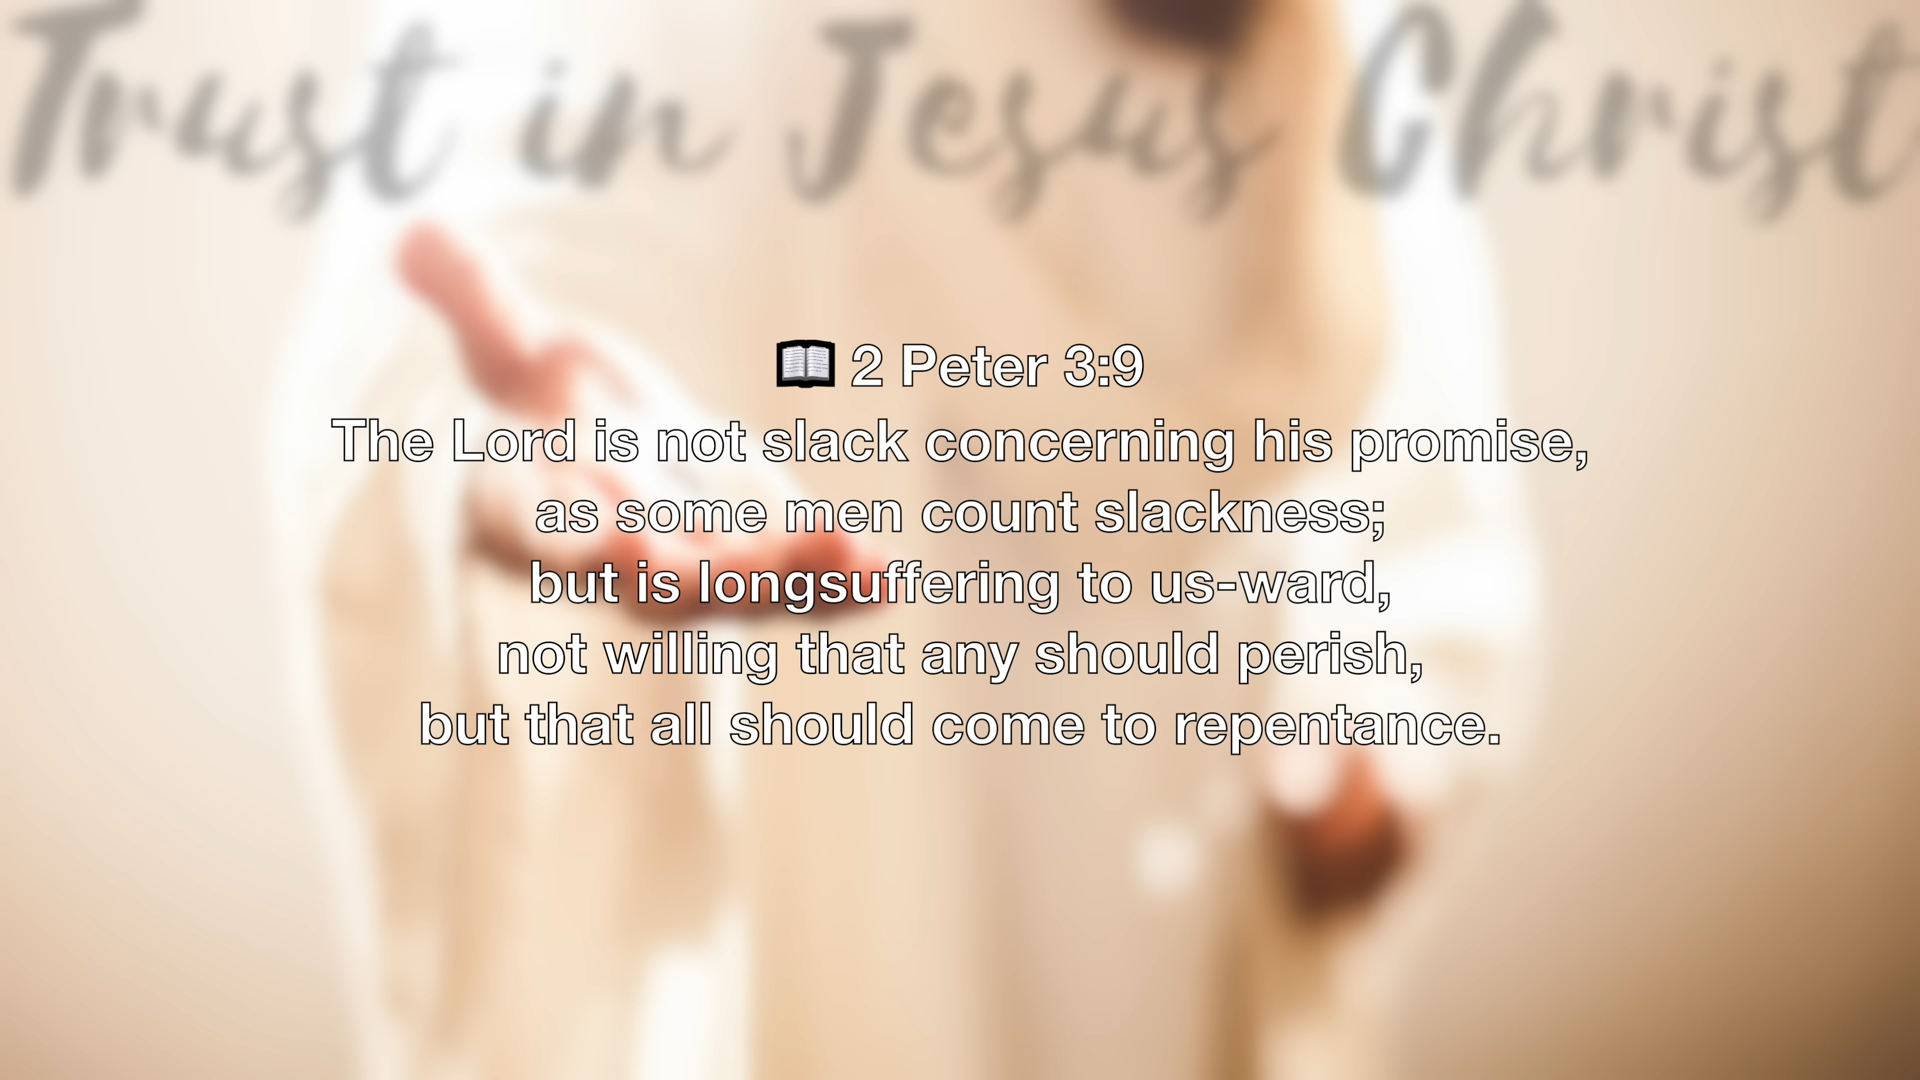 Trust in Jesus Christ
📖 2 Peter 3:9
The Lord is not slack concerning his promise,
as some men count slackness;
but is longsuffering to us-ward,
not willing that any should perish,
but that all should come to repentance.